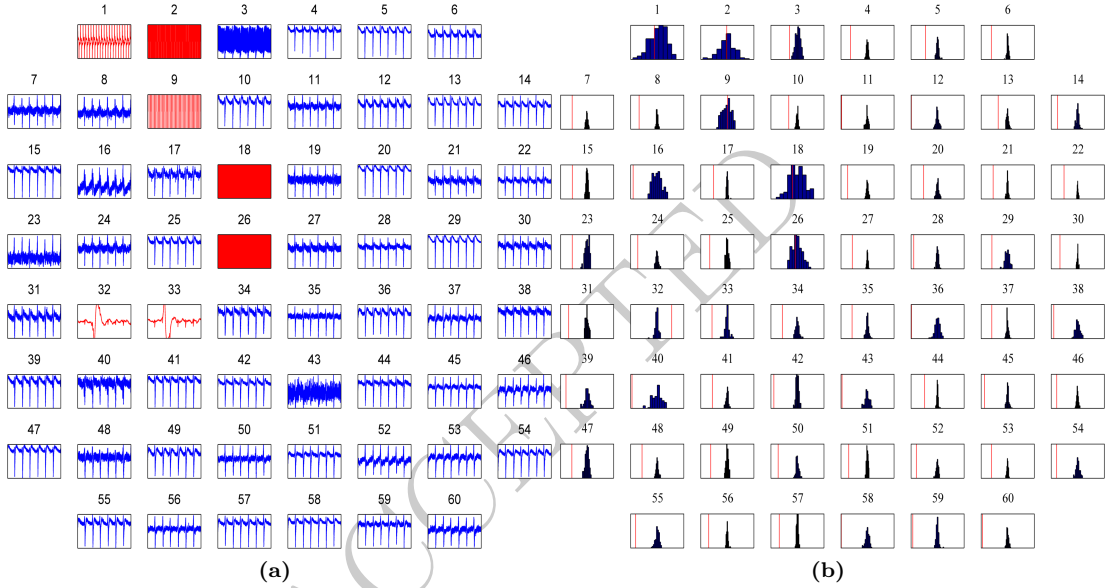 1 2 3 4 5 6 1 2 3 4 5 6
7 8 9 10 11 12 13 14 7 8 9 10 11 12 13 14
15 16 17 18 19 20 21 22 15 16 17 18 19 20 21 22
23 24 25 26 27 28 29 30 23 24 25 26 27 28 29 30
31 32 33 34 35 36 37 38 31 32 33 34 35 36 37 38
39 40 41 42 43 44 45 46 39 40 41 42 43 44 45 46
47 48 49 50 51 52 53 54 47 48 49 50 51 52 53 54
55 56 57 58 59 60 55 56 57 58 59 60
(a) (b)
ACCEPTED